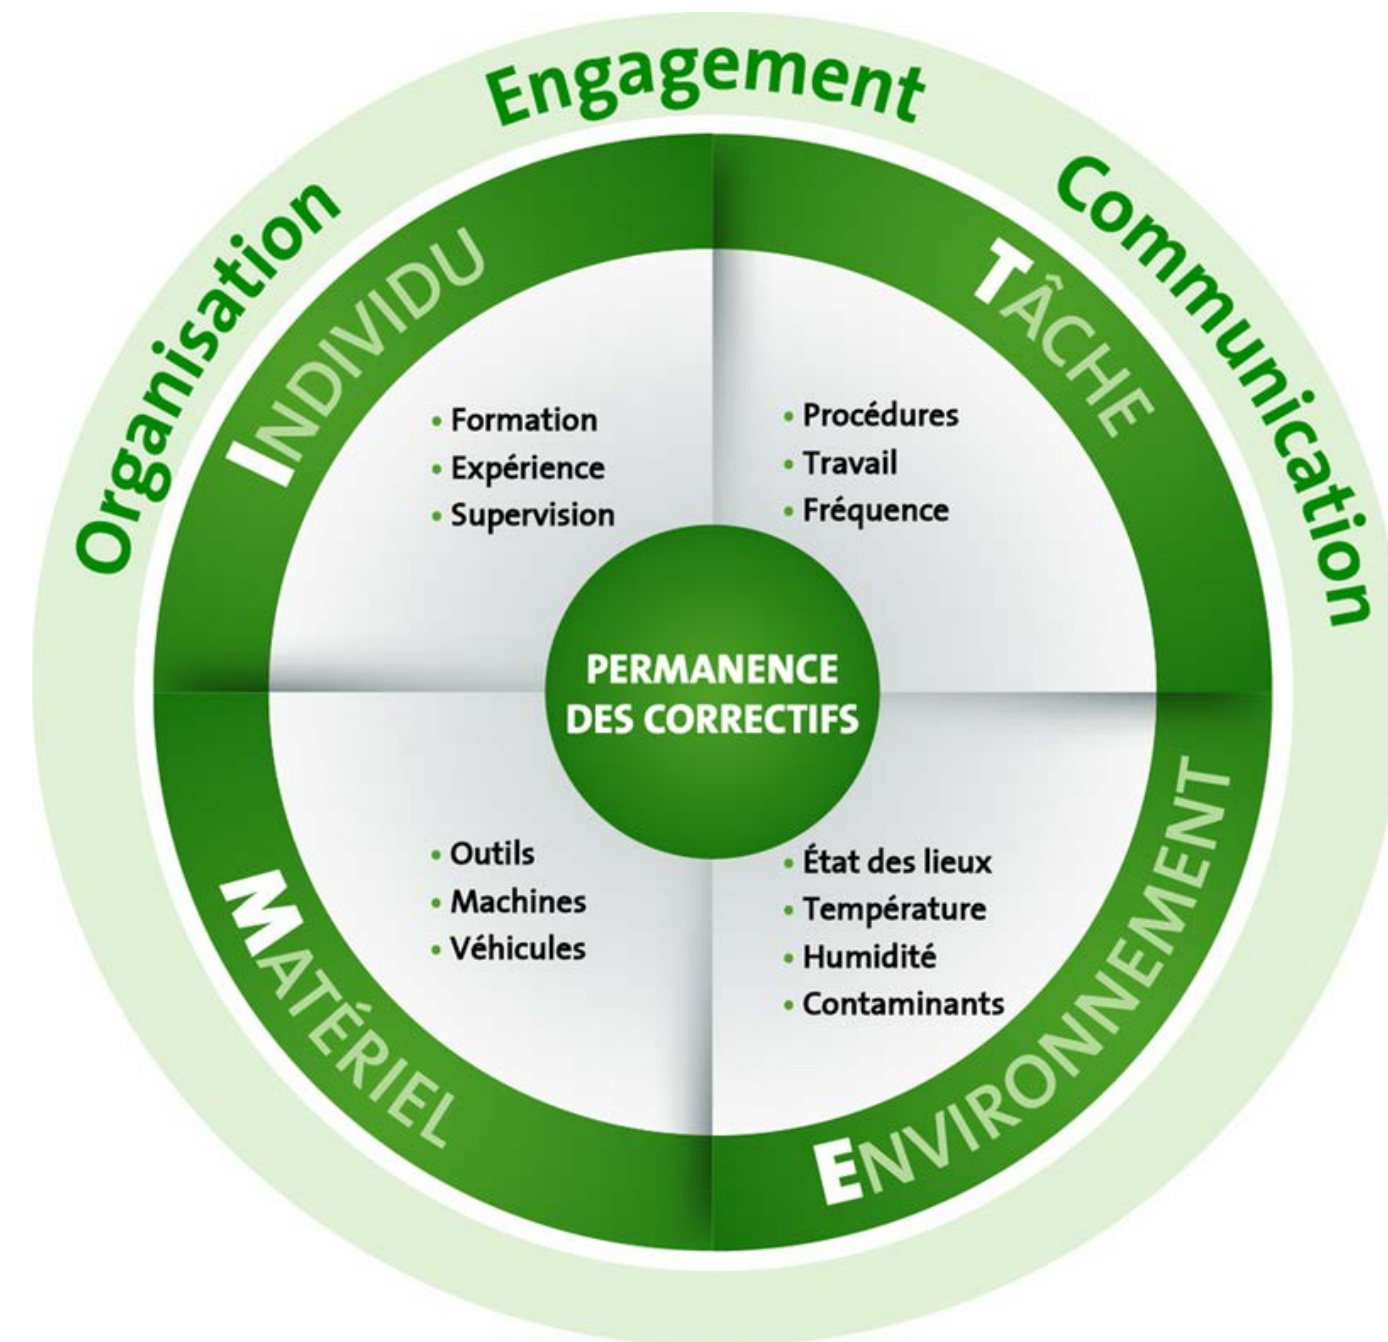 Engagement
Organisation
Communication
INDIVIDU
• Formation
• Expérience
• Supervision
TÂCHE
• Procédures
• Travail
• Fréquence
PERMANENCE
DES CORRECTIFS
MATÉRIEL
• Outils
• Machines
• Véhicules
ENVIRONNEMENT
• État des lieux
• Température
• Humidité
• Contaminants